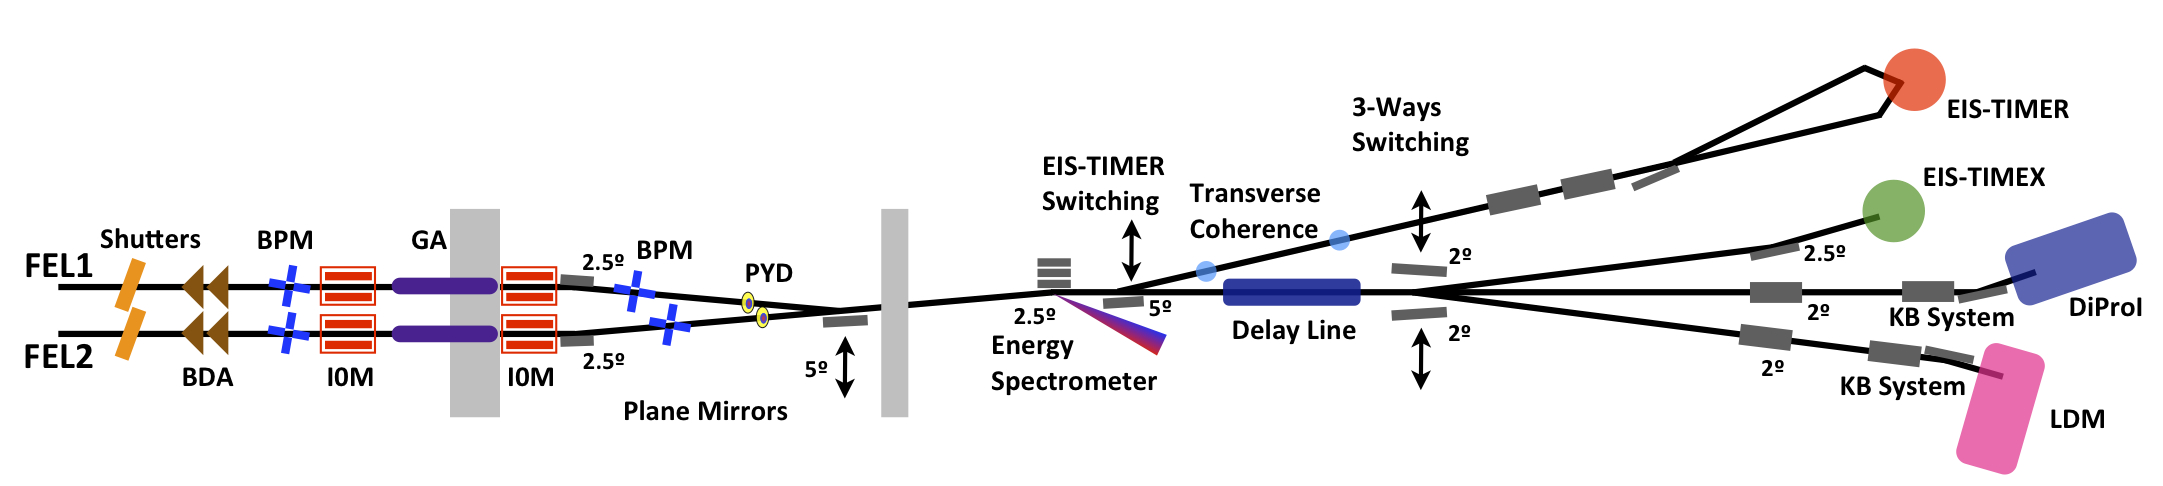 FEL1
FEL2
Shutters
BDA
BPM
I0M
GA
I0M
2.5º
2.5º
BPM
PYD
5º
Plane Mirrors
2.5º
Energy
Spectrometer
EIS-TIMER
Switching
5º
Transverse
Coherence
Delay Line
3-Ways
Switching
2º
2º
EIS-TIMER
EIS-TIMEX
2.5º
2º
KB System
DiProI
2º
KB System
LDM